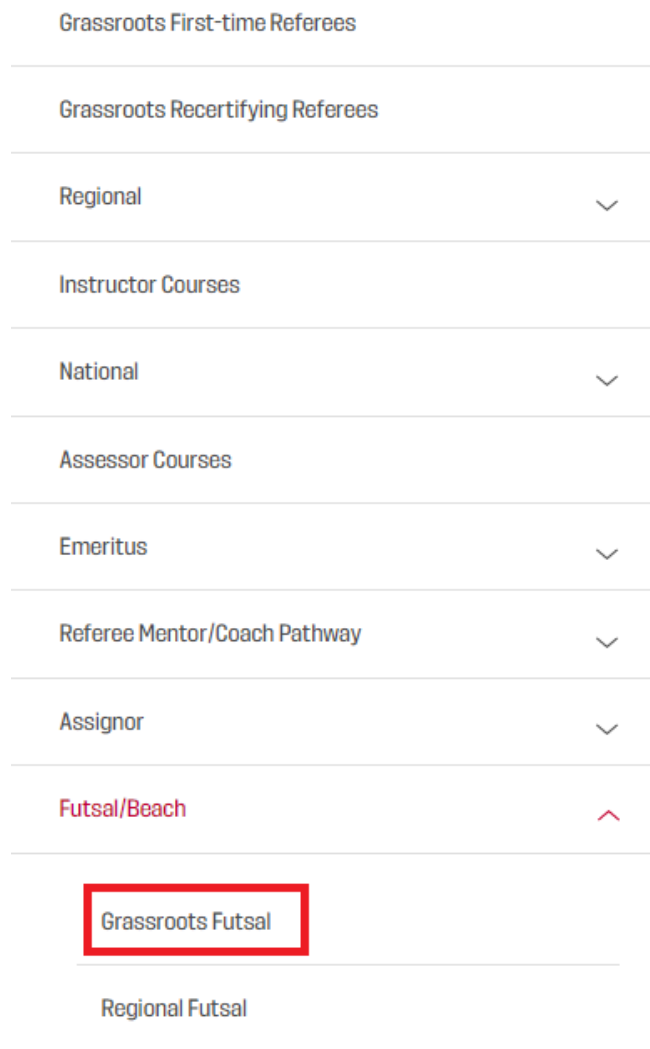 Grassroots First-time Referees
Grassroots Recertifying Referees
Regional
Instructor Courses
National
Assessor Courses
Emeritus
Referee Mentor/Coach Pathway
Assignor
Futsal/Beach
Grassroots Futsal
Regional Futsal